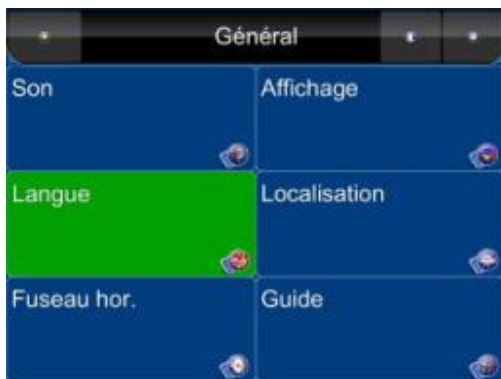 Général
Son
Affichage
Langue
Localisation
Fuseau hor.
Guide